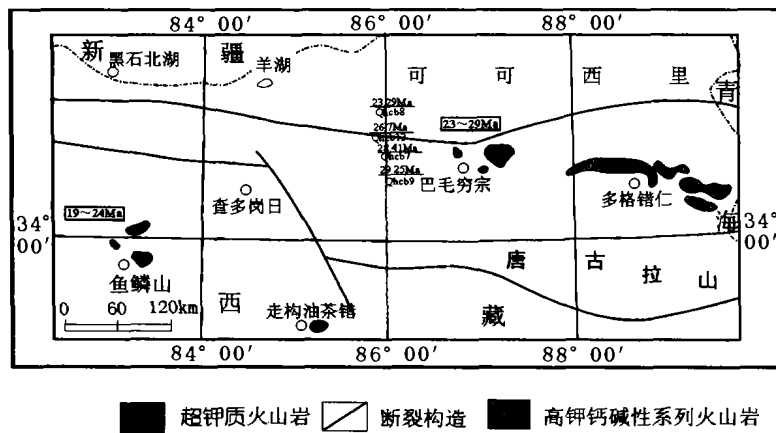 84° 00′ 86° 00′ 88° 00′
新 疆
黑石北湖
羊湖
可 可 西 里
青
23.29Ma
Qhcb8
23～29Ma
Qhcb7
29.25Ma
Qhcb9
巴毛穷宗
查多岗日
多格错仁
海
19～24Ma
34° 00′
34° 00′
鱼鳞山
唐 古 拉 山
0 60 120km
西
走构油茶错
藏
84° 00′ 86° 00′ 88° 00′
超钾质火山岩 断裂构造 高钾钙碱性系列火山岩